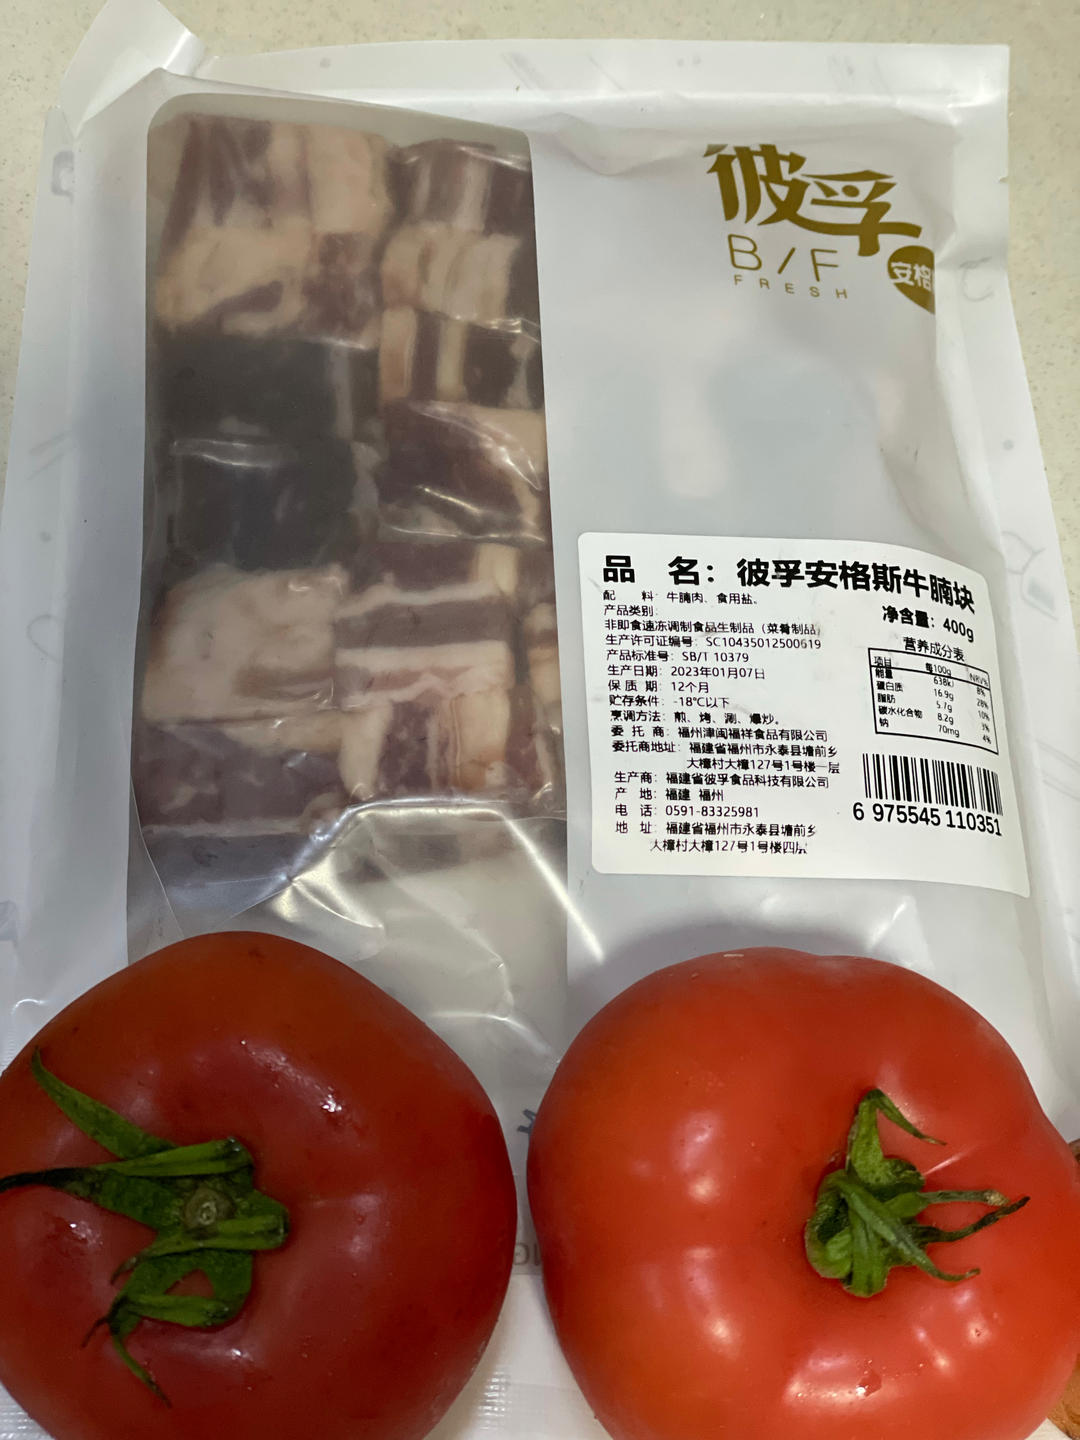 彼孚
B/F
FRESH
安格
品 名：彼孚安格斯牛腩块
配 料：牛腩肉、食用盐。
净含量：400g
产品类别：
非即食速冻调制食品生制品（菜肴制品）
生产许可证编号：SC10435012500619
产品标准号：SB/T 10379
生产日期：2023年01月07日
保 质 期：12个月
贮存条件：-18°C以下
烹调方法：煎、烤、涮、爆炒。
委 托 商：福州津闽福祥食品有限公司
委托商地址：福建省福州市永泰县塘前乡
大樟村大樟127号1号楼一层
生产商：福建省彼孚食品科技有限公司
产 地：福建 福州
电 话：0591-83325981
地 址：福建省福州市永泰县塘前乡
大樟村大樟127号1号楼四层
营养成分表
项目 每100g NRV%
能量 638kJ 8%
蛋白质 16.9g 28%
脂肪 5.7g 10%
碳水化合物 8.2g 3%
钠 70mg 4%
6 975545 110351